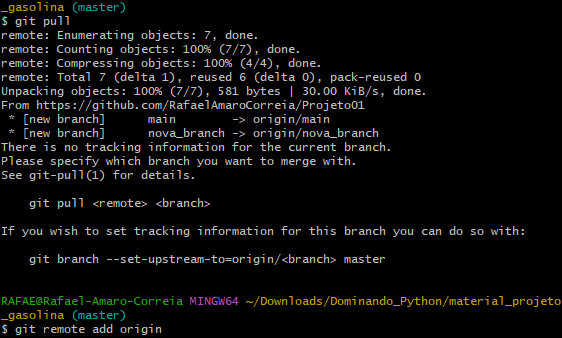 _gasolina (master)
$ git pull
remote: Enumerating objects: 7, done.
remote: Counting objects: 100% (7/7), done.
remote: Compressing objects: 100% (4/4), done.
remote: Total 7 (delta 1), reused 6 (delta 0), pack-reused 0
Unpacking objects: 100% (7/7), 581 bytes | 30.00 KiB/s, done.
From https://github.com/RafaelAmaroCorreia/Projeto01
 * [new branch]      main        -> origin/main
 * [new branch]      nova_branch -> origin/nova_branch
There is no tracking information for the current branch.
Please specify which branch you want to merge with.
See git-pull(1) for details.

    git pull <remote> <branch>

If you wish to set tracking information for this branch you can do so with:

    git branch --set-upstream-to=origin/<branch> master

RAFAE@Rafael-Amaro-Correia MINGW64 ~/Downloads/Dominando_Python/material_projeto
_gasolina (master)
$ git remote add origin